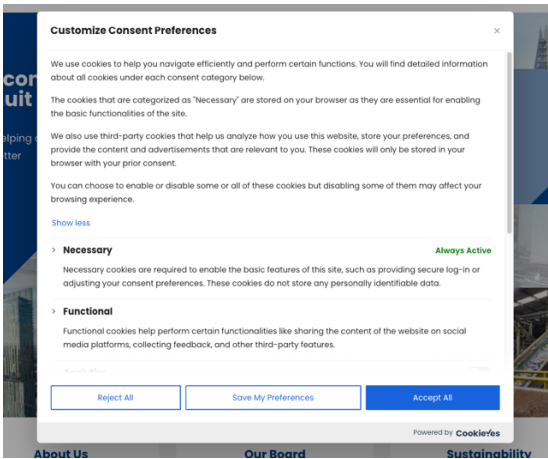 Customize Consent Preferences
We use cookies to help you navigate efficiently and perform certain functions. You will find detailed information
about all cookies under each consent category below.
The cookies that are categorized as "Necessary" are stored on your browser as they are essential for enabling
the basic functionalities of the site.
We also use third-party cookies that help us analyze how you use this website, store your preferences, and
provide the content and advertisements that are relevant to you. These cookies will only be stored in your
browser with your prior consent.
You can choose to enable or disable some or all of these cookies but disabling some of them may affect your
browsing experience.
Show less
Necessary
Always Active
Necessary cookies are required to enable the basic features of this site, such as providing secure log-in or
adjusting your consent preferences. These cookies do not store any personally identifiable data.
Functional
Functional cookies help perform certain functionalities like sharing the content of the website on social
media platforms, collecting feedback, and other third-party features.
Reject All
Save My Preferences
Accept All
Powered by CookieYes
About Us
Our Board
Sustaingbility